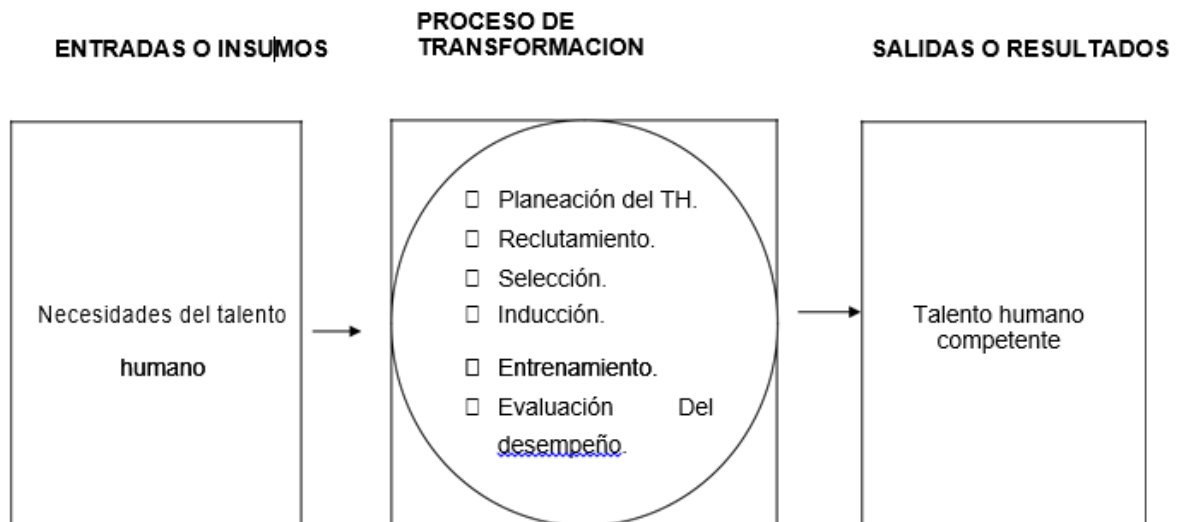 ENTRADAS O INSUMOS
PROCESO DE
TRANSFORMACION
SALIDAS O RESULTADOS
Necesidades del talento
humano
Planeación del TH.
Reclutamiento.
Selección.
Inducción.
Entrenamiento.
Evaluación Del
desempeño.
Talento humano
competente